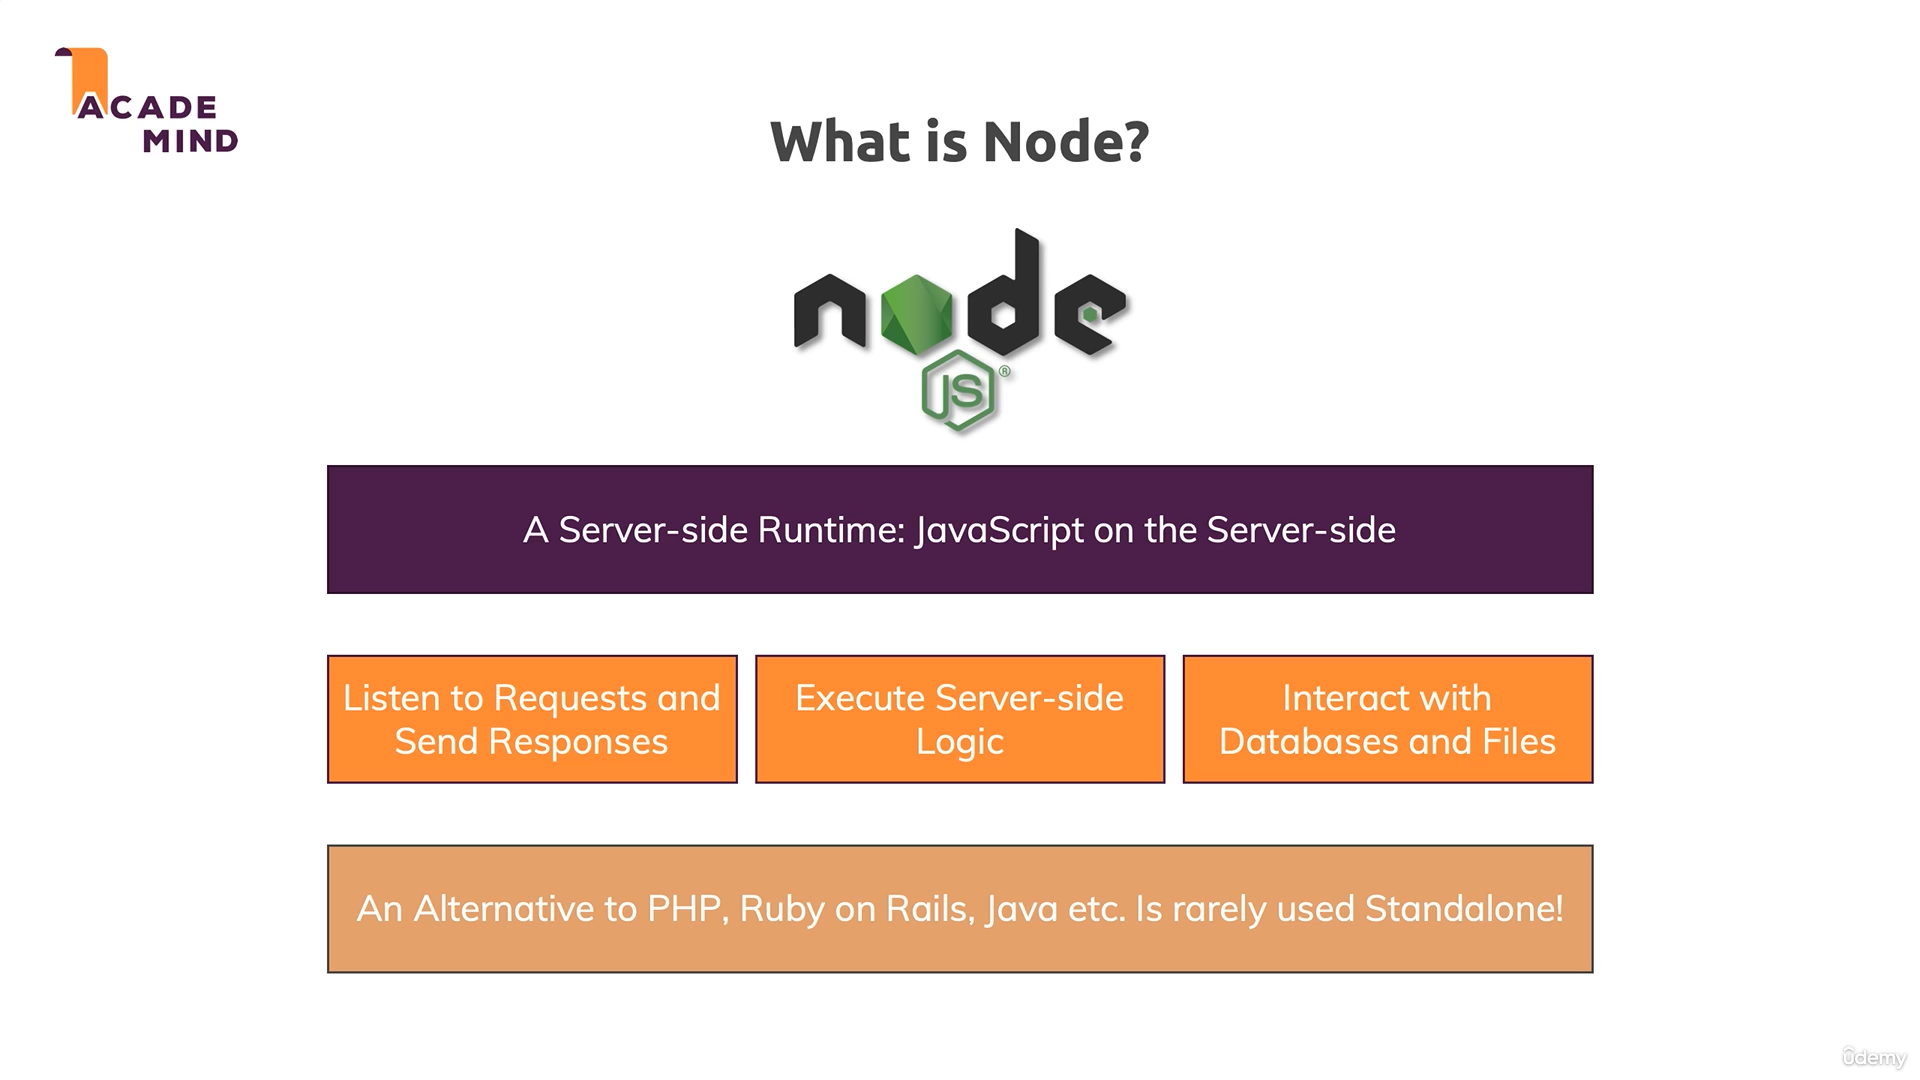 ACADE
MIND
What is Node?
node
JS®
A Server-side Runtime: JavaScript on the Server-side
Listen to Requests and
Send Responses
Execute Server-side
Logic
Interact with
Databases and Files
An Alternative to PHP, Ruby on Rails, Java etc. Is rarely used Standalone!
ûdemy